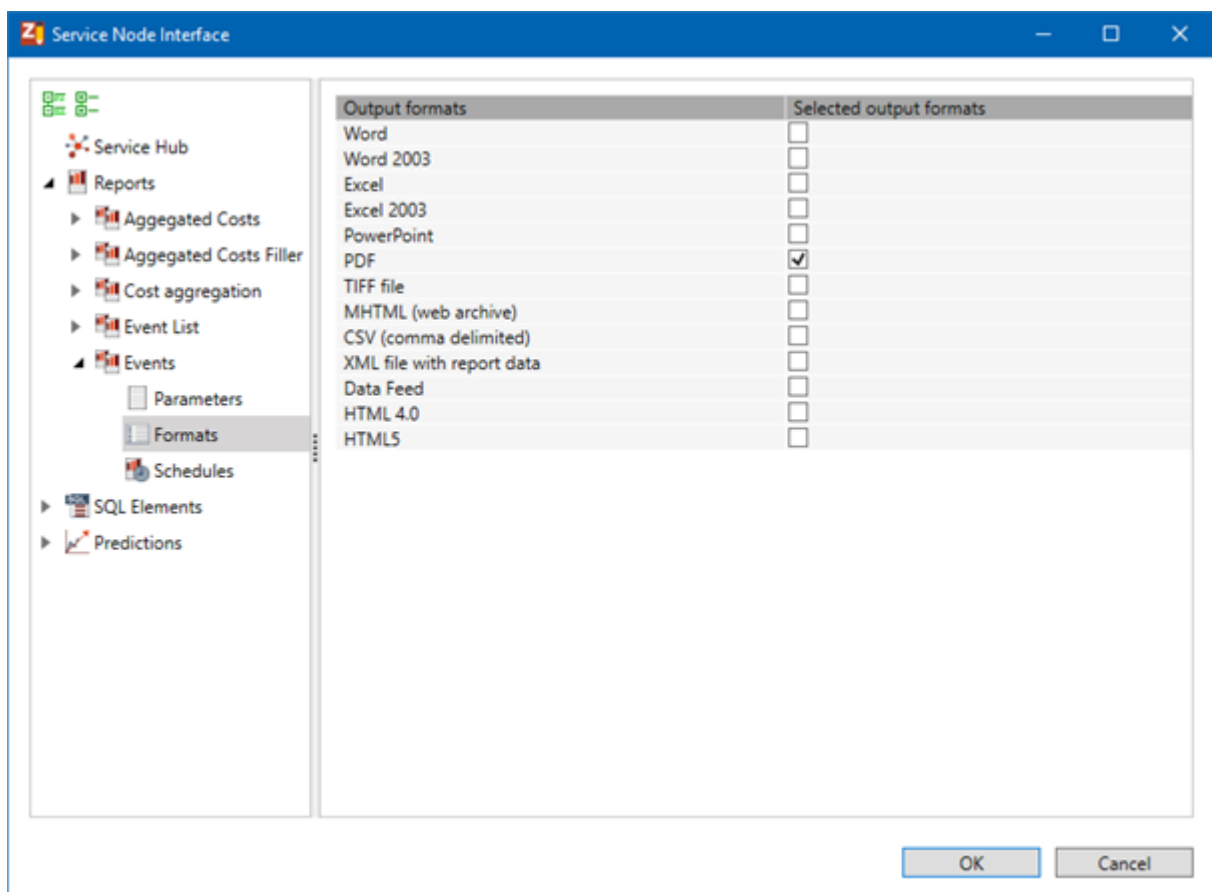 Service Node Interface
Service Hub
Reports
Aggegated Costs
Aggegated Costs Filler
Cost aggregation
Event List
Events
Parameters
Formats
Schedules
SQL Elements
Predictions
Output formats Selected output formats
Word
Word 2003
Excel
Excel 2003
PowerPoint
PDF
TIFF file
MHTML (web archive)
CSV (comma delimited)
XML file with report data
Data Feed
HTML 4.0
HTML5
OK Cancel